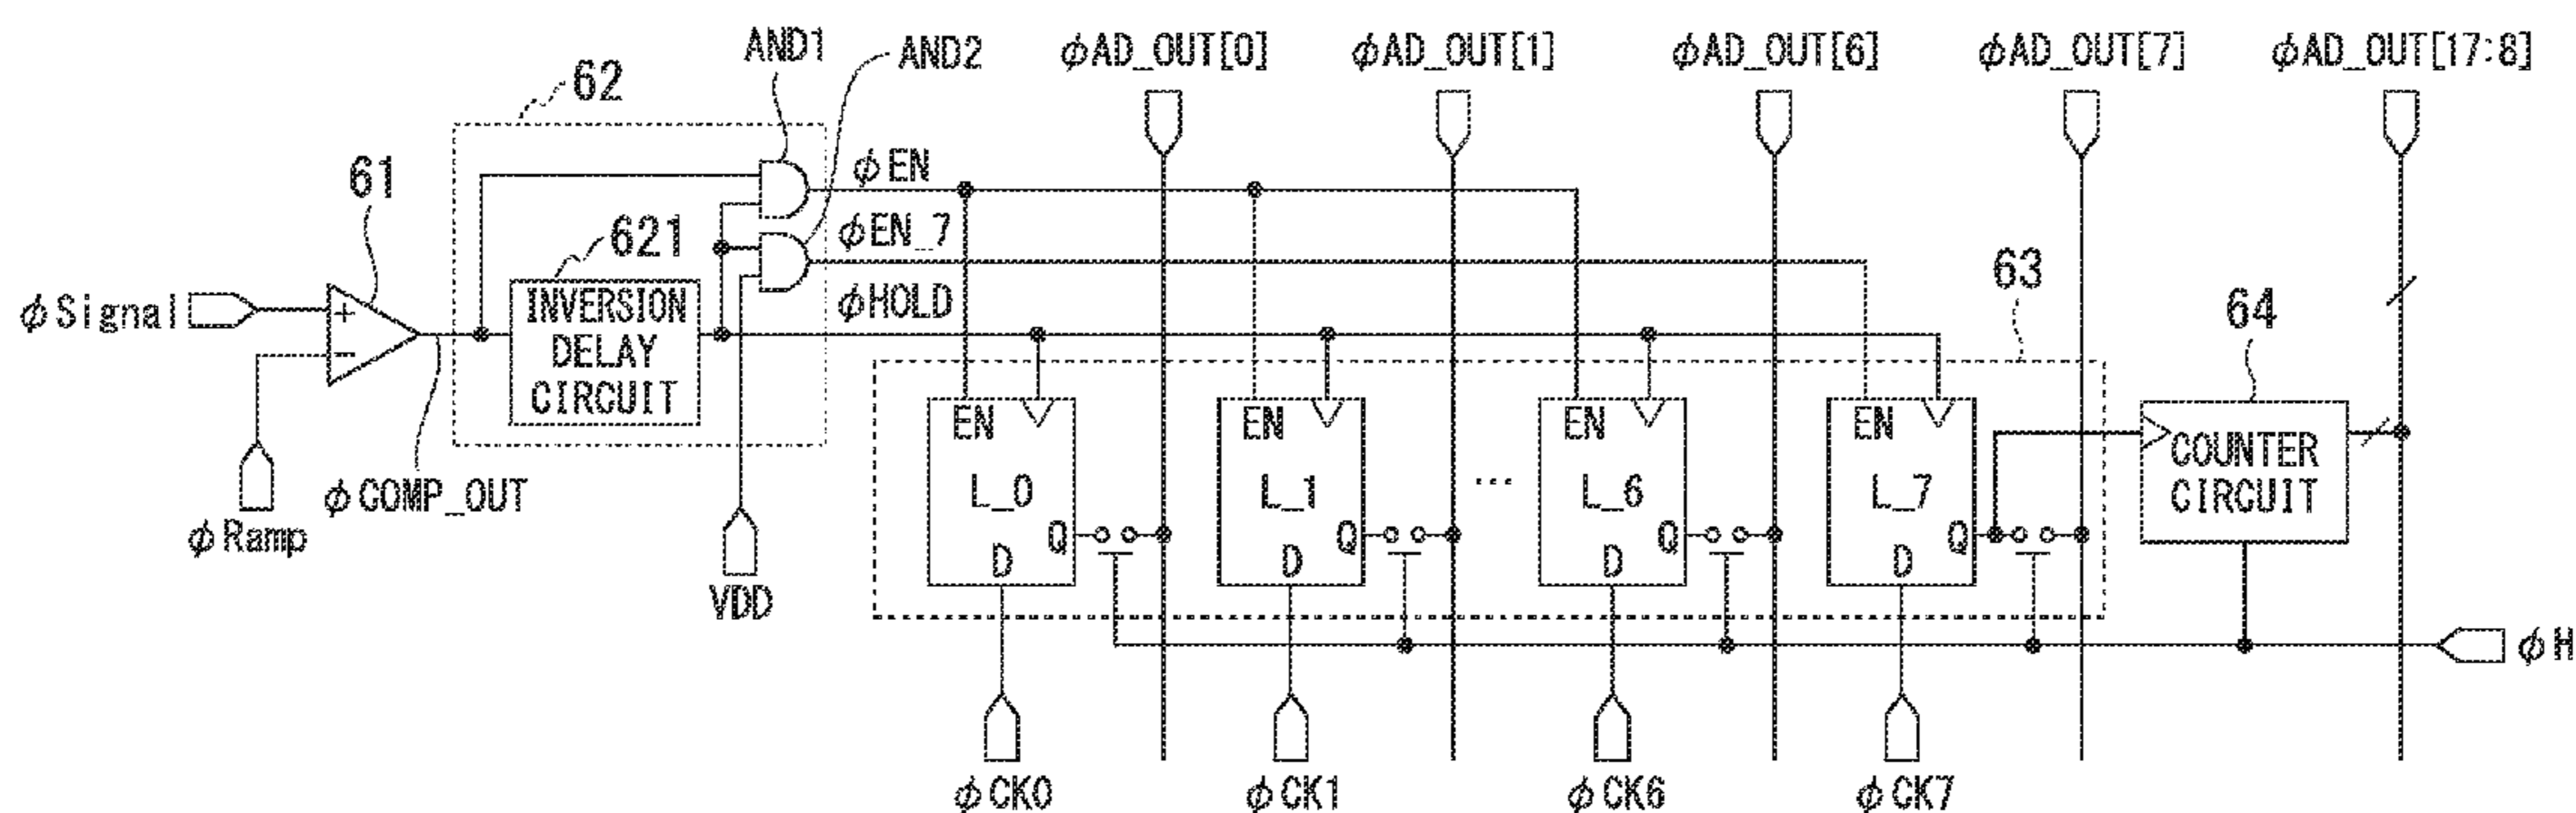 AND1
AND2
φAD_OUT[0]
φAD_OUT[1]
φAD_OUT[6]
φAD_OUT[7]
φAD_OUT[17:8]
62
61
φEN
621
φEN_7
63
φSignal
+
−
INVERSION
DELAY
CIRCUIT
φHOLD
64
φRamp
φCOMP_OUT
VDD
EN
L_0
Q
D
EN
L_1
Q
D
...
EN
L_6
Q
D
EN
L_7
Q
D
COUNTER
CIRCUIT
φH
φCK0
φCK1
φCK6
φCK7